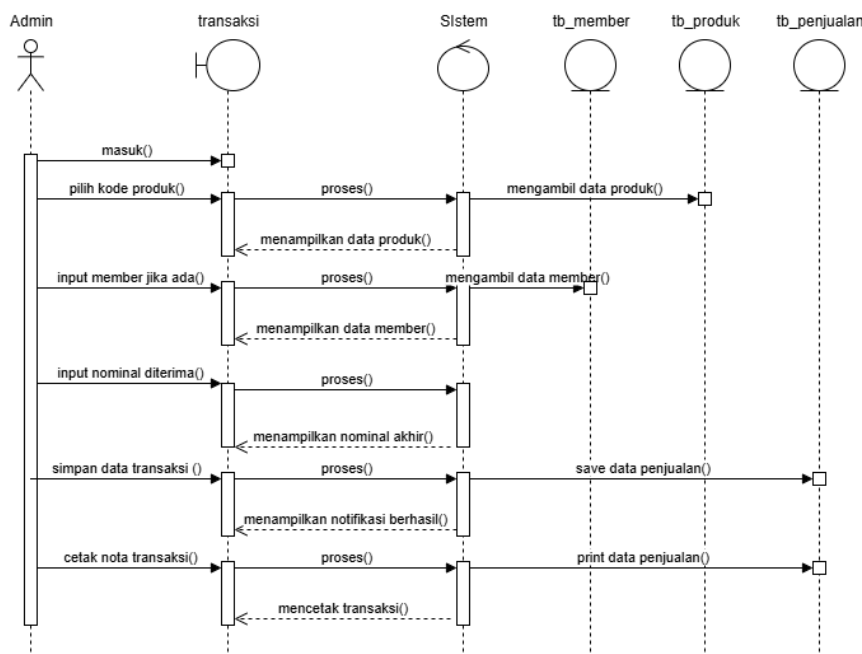 Admin transaksi SIstem tb_member tb_produk tb_penjualan
masuk()
pilih kode produk() proses() mengambil data produk()
menampilkan data produk()
input member jika ada() proses() mengambil data member()
menampilkan data member()
input nominal diterima() proses()
menampilkan nominal akhir()
simpan data transaksi () proses() save data penjualan()
menampilkan notifikasi berhasil()
cetak nota transaksi() proses() print data penjualan()
mencetak transaksi()